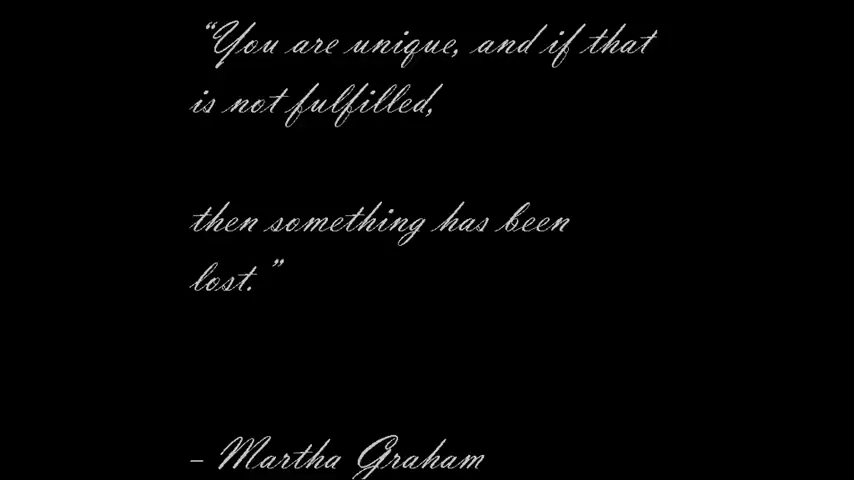 “You are unique, and if that
is not fulfilled,
then something has been
lost.”
- Martha Graham